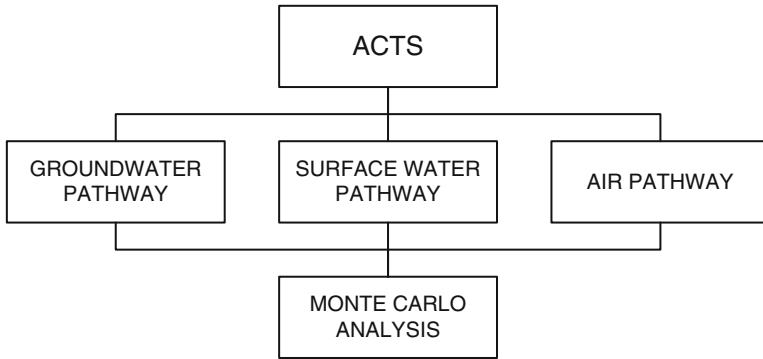 ACTS
GROUNDWATER
PATHWAY
SURFACE WATER
PATHWAY
AIR PATHWAY
MONTE CARLO
ANALYSIS